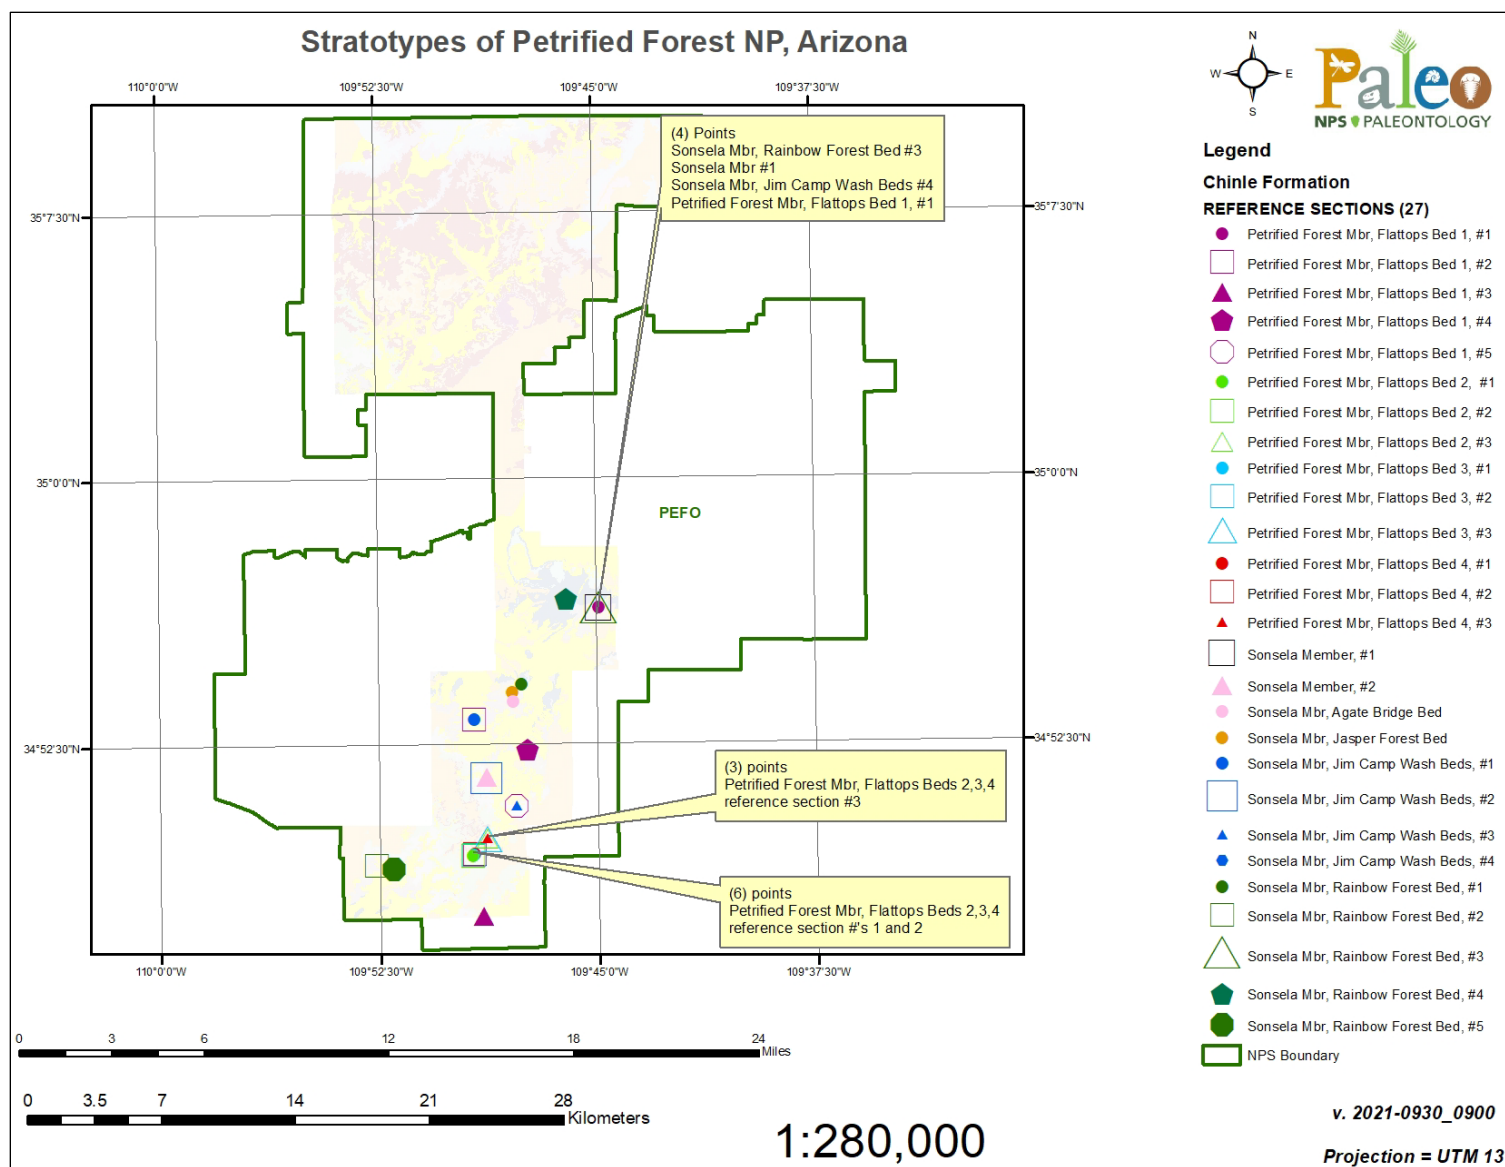 Stratotypes of Petrified Forest NP, Arizona
N
W
E
S
Paleo
NPS PALEONTOLOGY
110°0'0"W
109°52'30"W
109°45'0"W
109°37'30"W
(4) Points
Sonsela Mbr, Rainbow Forest Bed #3
Sonsela Mbr #1
Sonsela Mbr, Jim Camp Wash Beds #4
Petrified Forest Mbr, Flattops Bed 1, #1
35°7'30"N
35°7'30"N
35°0'0"N
35°0'0"N
PEFO
34°52'30"N
34°52'30"N
(3) points
Petrified Forest Mbr, Flattops Beds 2,3,4
reference section #3
(6) points
Petrified Forest Mbr, Flattops Beds 2,3,4
reference section #'s 1 and 2
110°0'0"W
109°52'30"W
109°45'0"W
109°37'30"W
Legend
Chinle Formation
REFERENCE SECTIONS (27)
Petrified Forest Mbr, Flattops Bed 1, #1
Petrified Forest Mbr, Flattops Bed 1, #2
Petrified Forest Mbr, Flattops Bed 1, #3
Petrified Forest Mbr, Flattops Bed 1, #4
Petrified Forest Mbr, Flattops Bed 1, #5
Petrified Forest Mbr, Flattops Bed 2, #1
Petrified Forest Mbr, Flattops Bed 2, #2
Petrified Forest Mbr, Flattops Bed 2, #3
Petrified Forest Mbr, Flattops Bed 3, #1
Petrified Forest Mbr, Flattops Bed 3, #2
Petrified Forest Mbr, Flattops Bed 3, #3
Petrified Forest Mbr, Flattops Bed 4, #1
Petrified Forest Mbr, Flattops Bed 4, #2
Petrified Forest Mbr, Flattops Bed 4, #3
Sonsela Member, #1
Sonsela Member, #2
Sonsela Mbr, Agate Bridge Bed
Sonsela Mbr, Jasper Forest Bed
Sonsela Mbr, Jim Camp Wash Beds, #1
Sonsela Mbr, Jim Camp Wash Beds, #2
Sonsela Mbr, Jim Camp Wash Beds, #3
Sonsela Mbr, Jim Camp Wash Beds, #4
Sonsela Mbr, Rainbow Forest Bed, #1
Sonsela Mbr, Rainbow Forest Bed, #2
Sonsela Mbr, Rainbow Forest Bed, #3
Sonsela Mbr, Rainbow Forest Bed, #4
Sonsela Mbr, Rainbow Forest Bed, #5
NPS Boundary
0 3 6 12 18 24
Miles
0 3.5 7 14 21 28
Kilometers
1:280,000
v. 2021-0930_0900
Projection = UTM 13